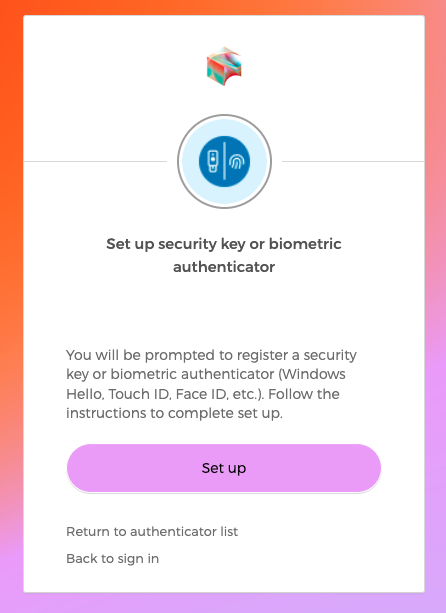 Set up security key or biometric
authenticator
You will be prompted to register a security
key or biometric authenticator (Windows
Hello, Touch ID, Face ID, etc.). Follow the
instructions to complete set up.
Set up
Return to authenticator list
Back to sign in